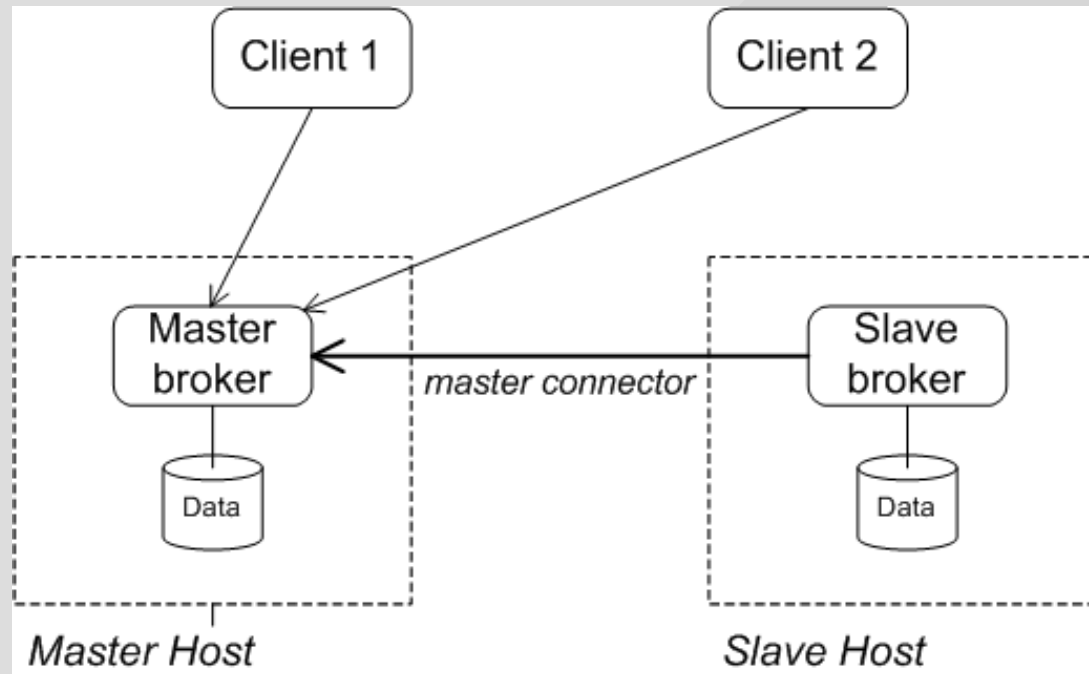 Client 1
Client 2
Master
broker
master connector
Slave
broker
Data
Data
Master Host
Slave Host